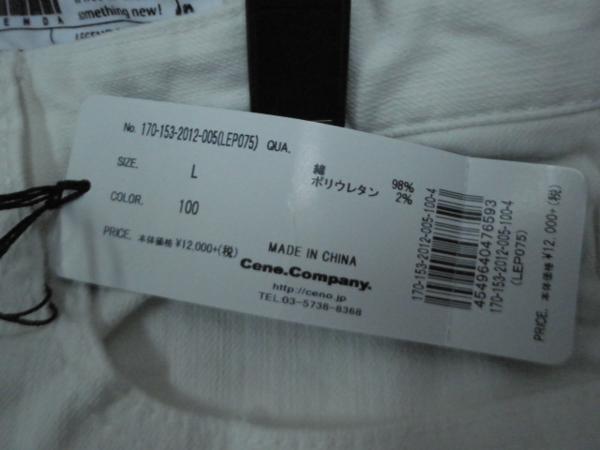 ENDA
something new!
LEGEND
No. 170-153-2012-005(LEP075) QUA.
SIZE. L
綿 98%
ポリウレタン 2%
COLOR. 100
PRICE. 本体価格 ¥12,000+(税)
MADE IN CHINA
Cene.Company.
http://ceno.jp
TEL.03-5738-8368
170-153-2012-005-100-4
4549640476593
170-153-2012-005-100-4
(LEP075)
PRICE. 本体価格 ¥12,000+(税)